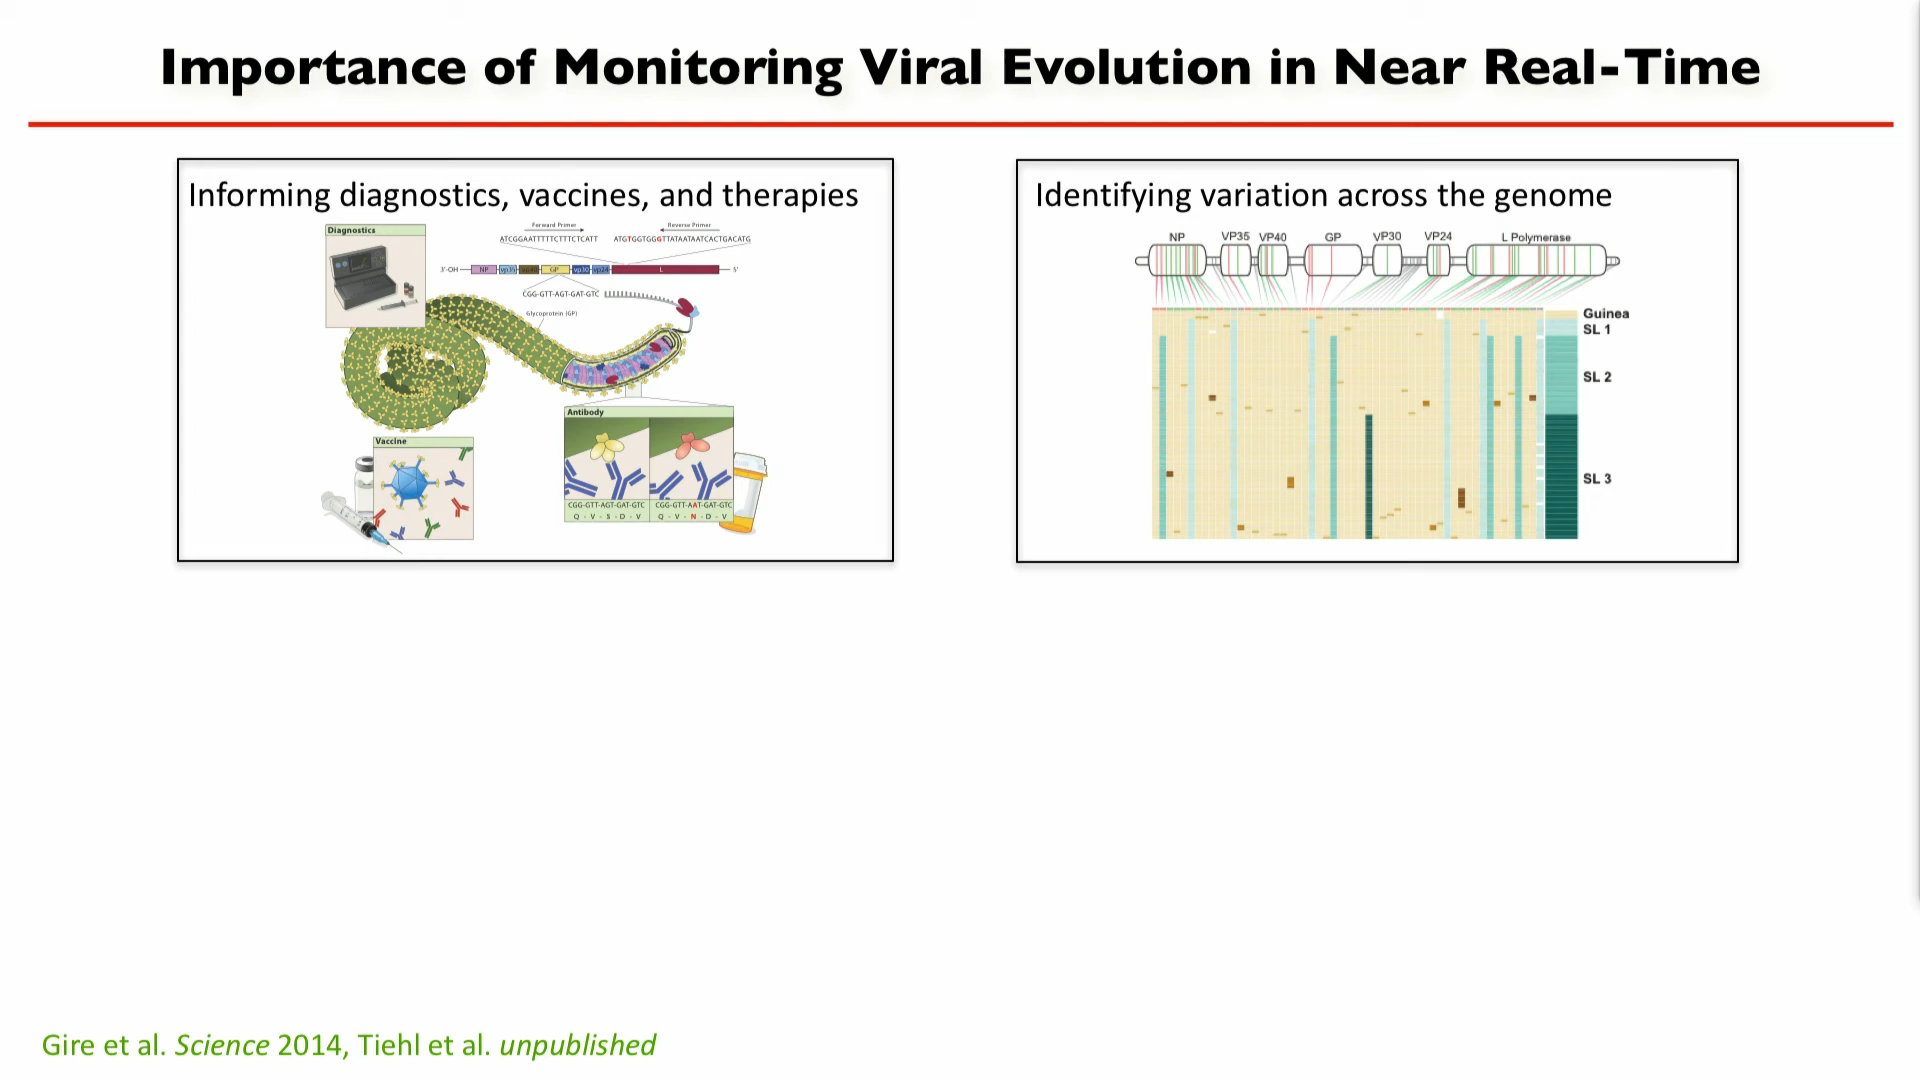 Importance of Monitoring Viral Evolution in Near Real-Time
Informing diagnostics, vaccines, and therapies
Diagnostics
Forward Primer
Reverse Primer
ATCGGAATTTTTCTTTCTCATT
ATGTGGTGGGTTATAATAATCACTGACATG
3'-OH
NP
vp35
vp40
GP
vp30
vp24
L
5'
CGG-GTT-AGT-GAT-GTC
Glycoprotein (GP)
Antibody
Vaccine
CGG-GTT-AGT-GAT-GTC
CGG-GTT-AAT-GAT-GTC
Q - V - S - D - V
Q - V - N - D - V
Identifying variation across the genome
NP
VP35
VP40
GP
VP30
VP24
L Polymerase
Guinea
SL 1
SL 2
SL 3
Gire et al. Science 2014, Tiehl et al. unpublished